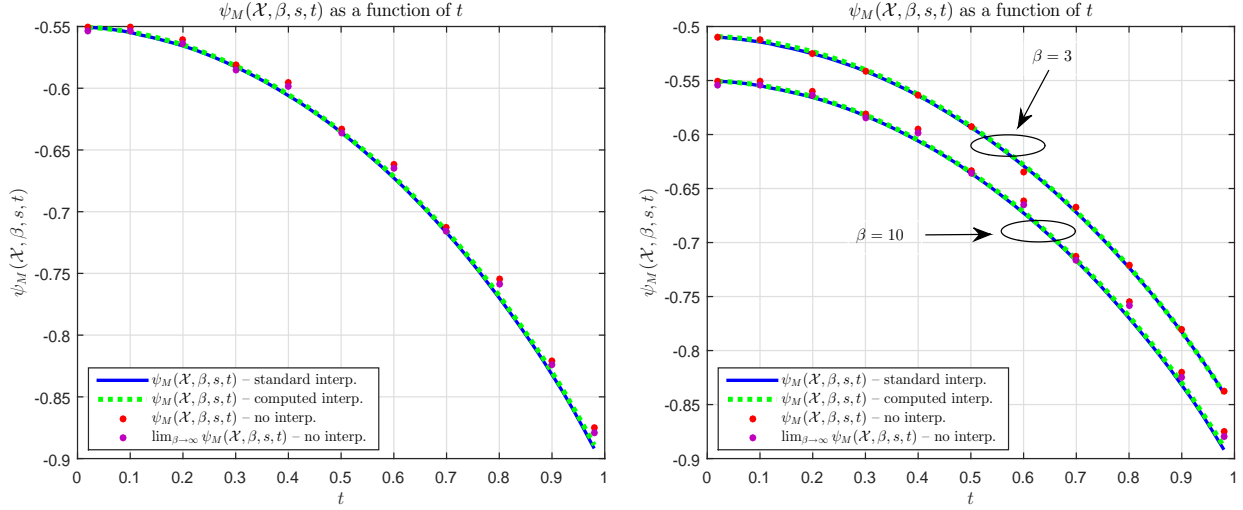 ψ_M(𝒳, β, s, t) as a function of t
-0.55
-0.6
-0.65
-0.7
-0.75
-0.8
-0.85
-0.9
ψ_M(𝒳, β, s, t)
ψ_M(𝒳, β, s, t) – standard interp.
ψ_M(𝒳, β, s, t) – computed interp.
ψ_M(𝒳, β, s, t) – no interp.
lim_{β→∞} ψ_M(𝒳, β, s, t) – no interp.
0 0.1 0.2 0.3 0.4 0.5 0.6 0.7 0.8 0.9 1
t
ψ_M(𝒳, β, s, t) as a function of t
-0.5
-0.55
-0.6
-0.65
-0.7
-0.75
-0.8
-0.85
-0.9
ψ_M(𝒳, β, s, t)
β = 3
β = 10
ψ_M(𝒳, β, s, t) – standard interp.
ψ_M(𝒳, β, s, t) – computed interp.
ψ_M(𝒳, β, s, t) – no interp.
lim_{β→∞} ψ_M(𝒳, β, s, t) – no interp.
0 0.1 0.2 0.3 0.4 0.5 0.6 0.7 0.8 0.9 1
t